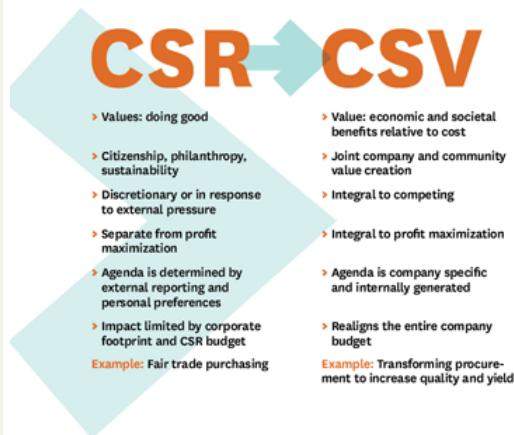 CSR CSV
> Values: doing good
> Citizenship, philanthropy,
sustainability
> Discretionary or in response
to external pressure
> Separate from profit
maximization
> Agenda is determined by
external reporting and
personal preferences
> Impact limited by corporate
footprint and CSR budget
Example: Fair trade purchasing
> Value: economic and societal
benefits relative to cost
> Joint company and community
value creation
> Integral to competing
> Integral to profit maximization
> Agenda is company specific
and internally generated
> Realigns the entire company
budget
Example: Transforming procure-
ment to increase quality and yield